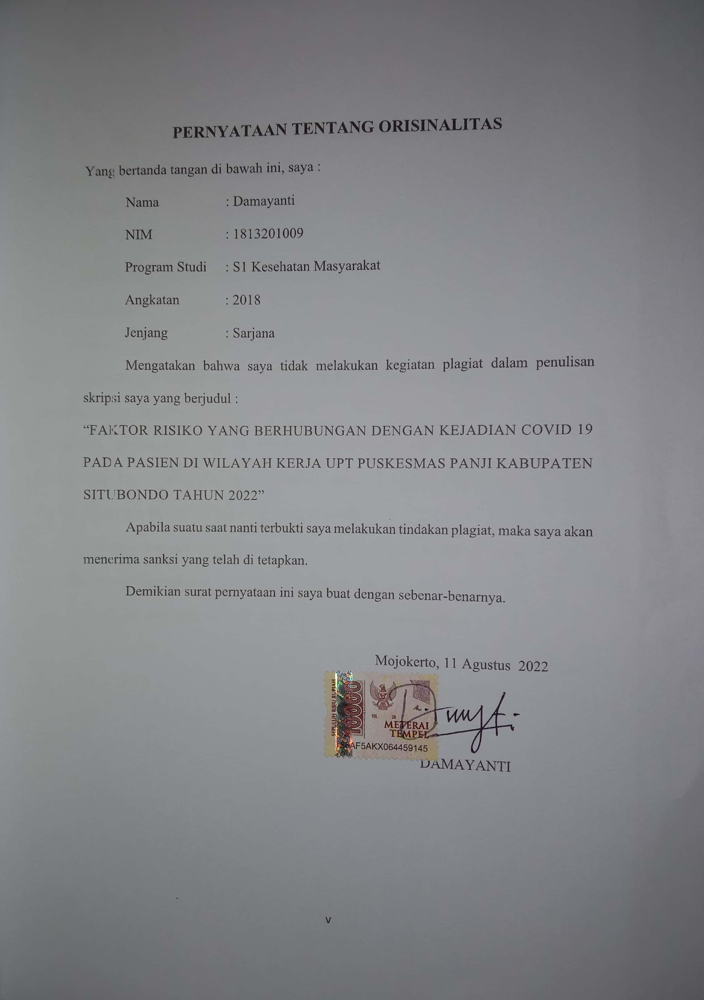 PERNYATAAN TENTANG ORISINALITAS
Yang bertanda tangan di bawah ini, saya :
Nama : Damayanti
NIM : 1813201009
Program Studi : S1 Kesehatan Masyarakat
Angkatan : 2018
Jenjang : Sarjana
Mengatakan bahwa saya tidak melakukan kegiatan plagiat dalam penulisan
skripsi saya yang berjudul :
“FAKTOR RISIKO YANG BERHUBUNGAN DENGAN KEJADIAN COVID 19
PADA PASIEN DI WILAYAH KERJA UPT PUSKESMAS PANJI KABUPATEN
SITUBONDO TAHUN 2022”
Apabila suatu saat nanti terbukti saya melakukan tindakan plagiat, maka saya akan
menerima sanksi yang telah di tetapkan.
Demikian surat pernyataan ini saya buat dengan sebenar-benarnya.
Mojokerto, 11 Agustus 2022
SEPULUH RIBU RUPIAH
10000
METERAI
TEMPEL
AF5AKX064459145
DAMAYANTI
v